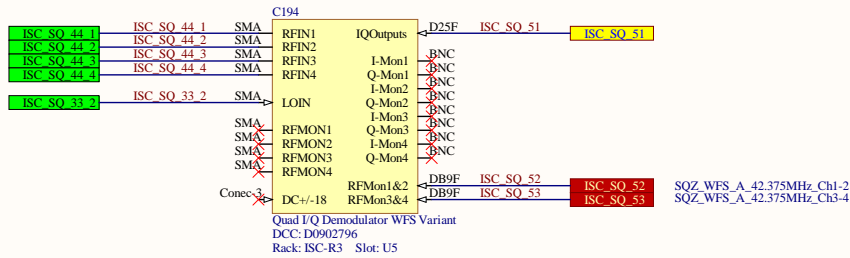 C194
ISC_SQ_44_1 ISC_SQ_44_1 SMA RFIN1 IQOutputs D25F ISC_SQ_51 ISC_SQ_51
ISC_SQ_44_2 ISC_SQ_44_2 SMA RFIN2
ISC_SQ_44_3 ISC_SQ_44_3 SMA RFIN3 I-Mon1 BNC
ISC_SQ_44_4 ISC_SQ_44_4 SMA RFIN4 Q-Mon1 BNC
I-Mon2 BNC
ISC_SQ_33_2 ISC_SQ_33_2 SMA LOIN Q-Mon2 BNC
I-Mon3 BNC
SMA RFMON1 Q-Mon3 BNC
SMA RFMON2 I-Mon4 BNC
SMA RFMON3 Q-Mon4 BNC
SMA RFMON4
RFMon1&2 DB9F ISC_SQ_52 ISC_SQ_52 SQZ_WFS_A_42.375MHz_Ch1-2
Conec-3 DC+/-18 RFMon3&4 DB9F ISC_SQ_53 ISC_SQ_53 SQZ_WFS_A_42.375MHz_Ch3-4
Quad I/Q Demodulator WFS Variant
DCC: D0902796
Rack: ISC-R3 Slot: U5